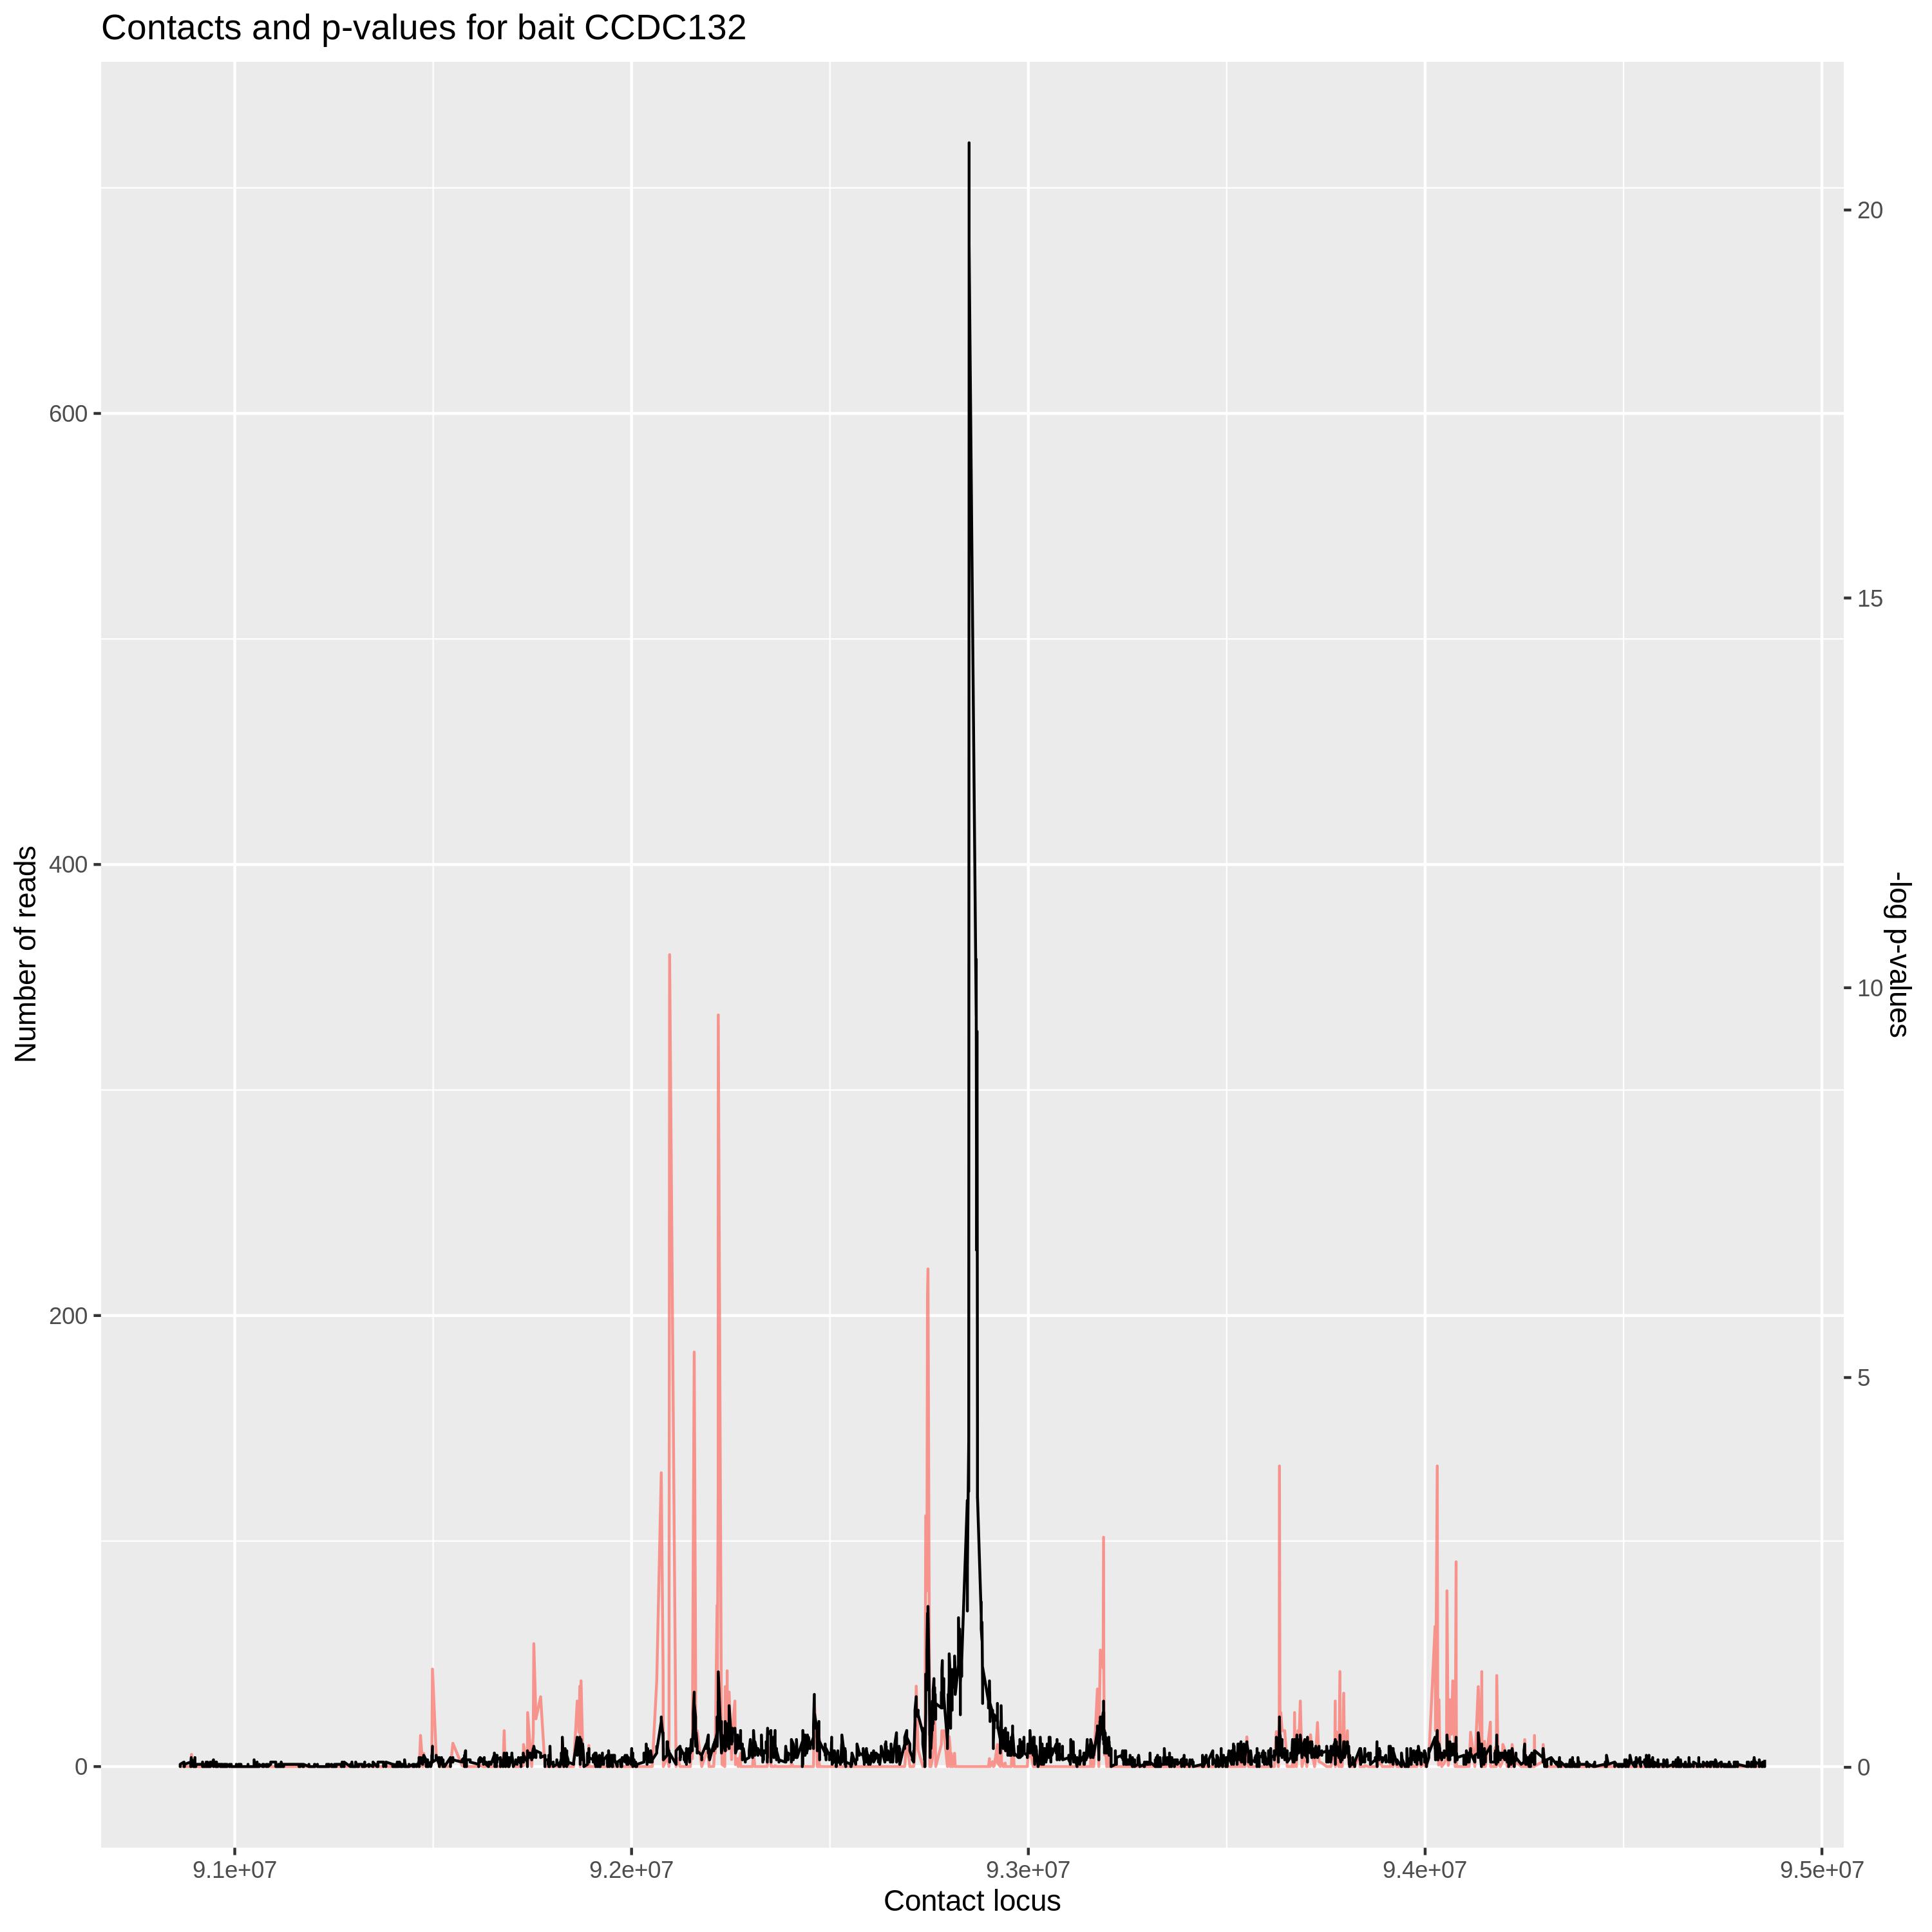 Contacts and p-values for bait CCDC132
Number of reads
600
400
200
0
20
15
10
5
0
-log p-values
9.1e+07
9.2e+07
9.3e+07
9.4e+07
9.5e+07
Contact locus